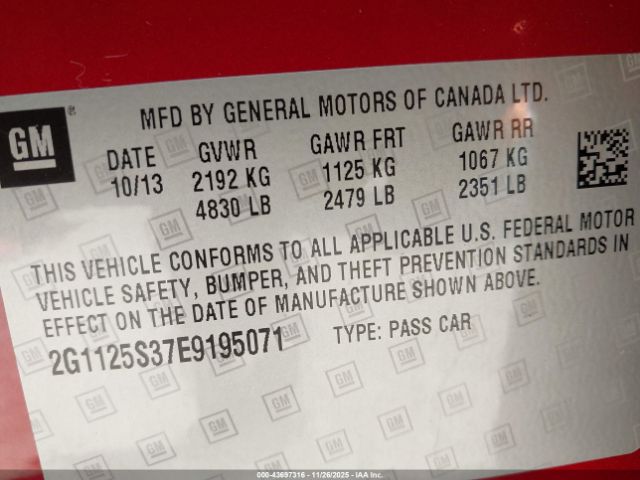 GM
MFD BY GENERAL MOTORS OF CANADA LTD.
DATE GVWR GAWR FRT GAWR RR
10/13 2192 KG 1125 KG 1067 KG
4830 LB 2479 LB 2351 LB
THIS VEHICLE CONFORMS TO ALL APPLICABLE U.S. FEDERAL MOTOR
VEHICLE SAFETY, BUMPER, AND THEFT PREVENTION STANDARDS IN
EFFECT ON THE DATE OF MANUFACTURE SHOWN ABOVE.
2G1125S37E9195071 TYPE: PASS CAR
000-43697316 - 11/26/2025 - IAA Inc.